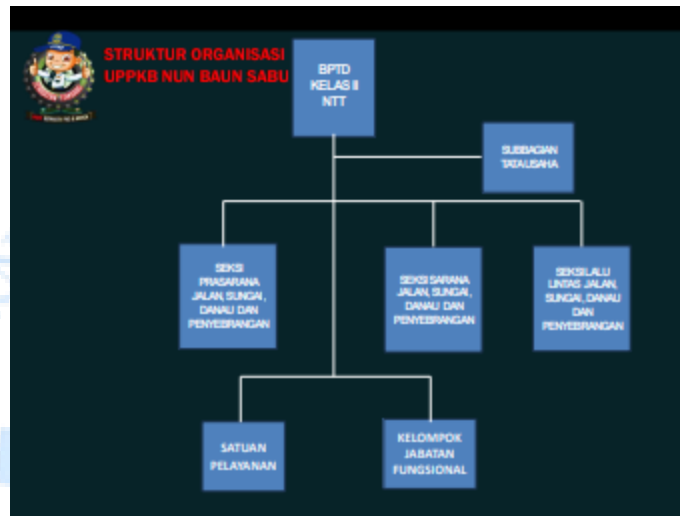 STRUKTUR ORGANISASI
UPPKB NUN BAUN SABU
BPTD
KELAS II
NTT
SUBBAGIAN
TATA USAHA
SEKSI
PRASARANA
JALAN, SUNGAI,
DANAU DAN
PENYEBRANGAN
SEKSI SARANA
JALAN, SUNGAI,
DANAU DAN
PENYEBRANGAN
SEKSI LALU
LINTAS JALAN,
SUNGAI, DANAU
DAN
PENYEBRANGAN
SATUAN
PELAYANAN
KELOMPOK
JABATAN
FUNGSIONAL